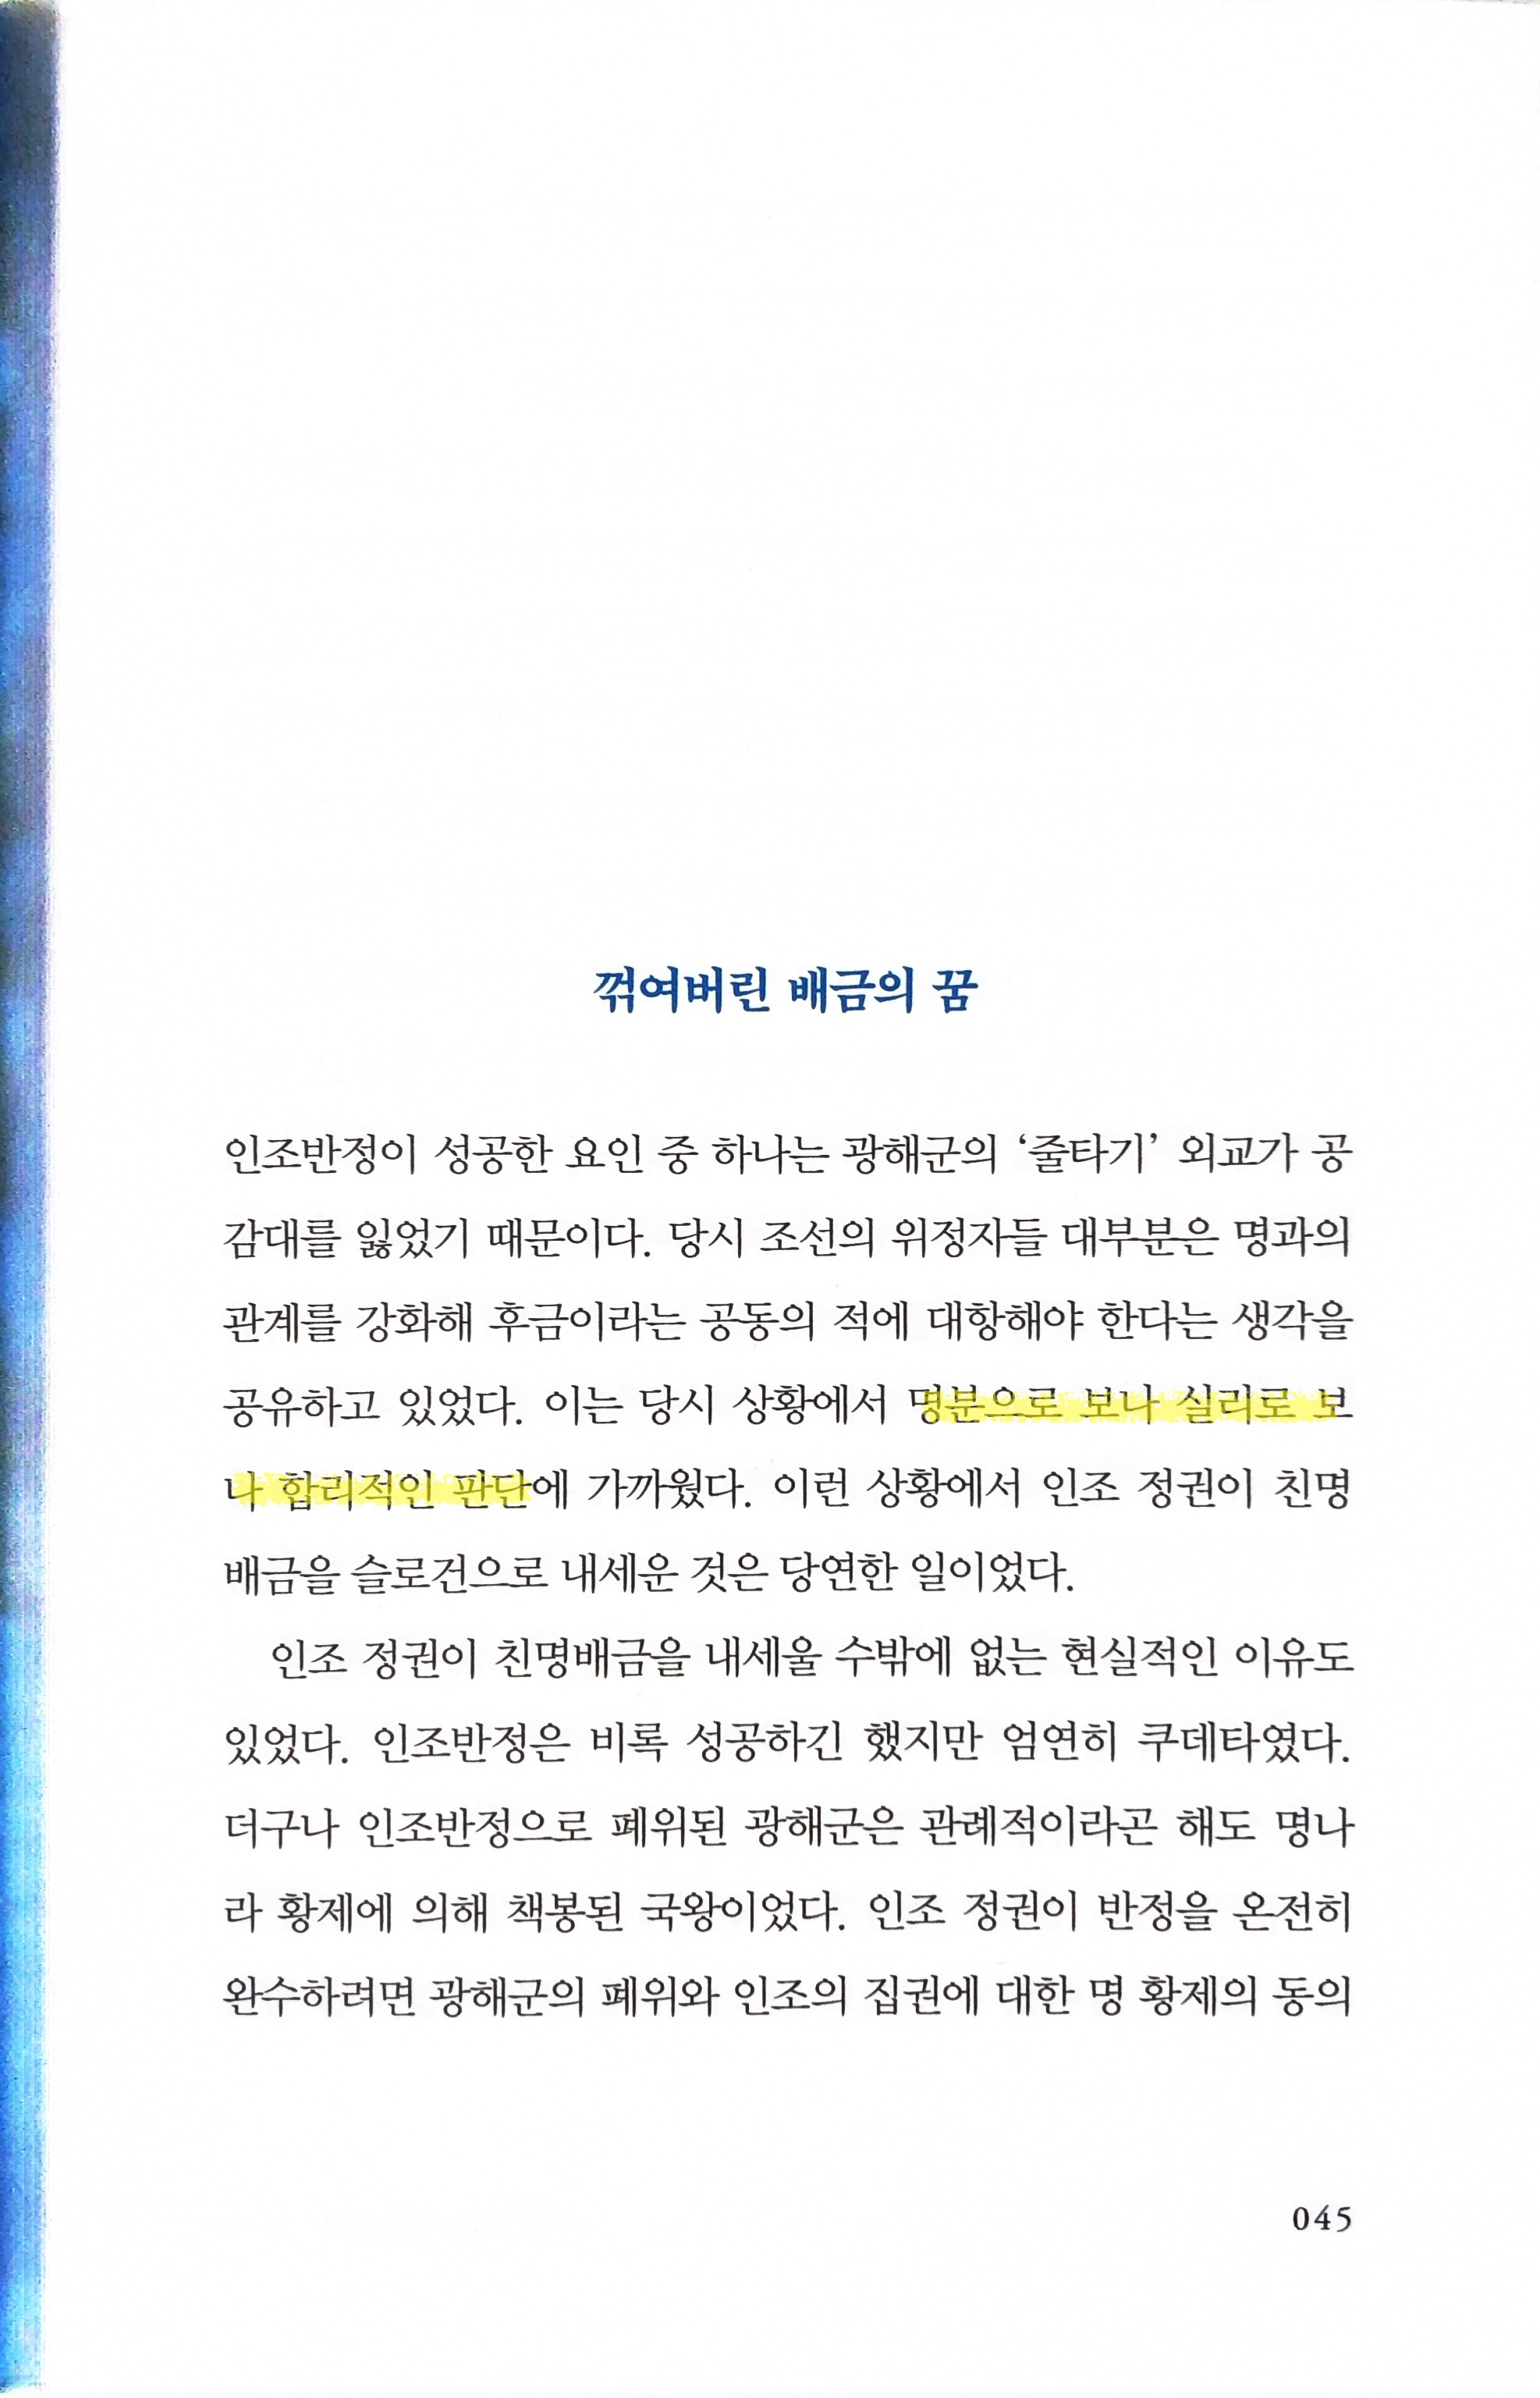 꺾여버린 배금의 꿈
인조반정이 성공한 요인 중 하나는 광해군의 ‘줄타기’ 외교가 공
감대를 잃었기 때문이다. 당시 조선의 위정자들 대부분은 명과의
관계를 강화해 후금이라는 공동의 적에 대항해야 한다는 생각을
공유하고 있었다. 이는 당시 상황에서 명분으로 보나 실리로 보
나 합리적인 판단에 가까웠다. 이런 상황에서 인조 정권이 친명
배금을 슬로건으로 내세운 것은 당연한 일이었다.
인조 정권이 친명배금을 내세울 수밖에 없는 현실적인 이유도
있었다. 인조반정은 비록 성공하긴 했지만 엄연히 쿠데타였다.
더구나 인조반정으로 폐위된 광해군은 관례적이라곤 해도 명나
라 황제에 의해 책봉된 국왕이었다. 인조 정권이 반정을 온전히
완수하려면 광해군의 폐위와 인조의 집권에 대한 명 황제의 동의
045